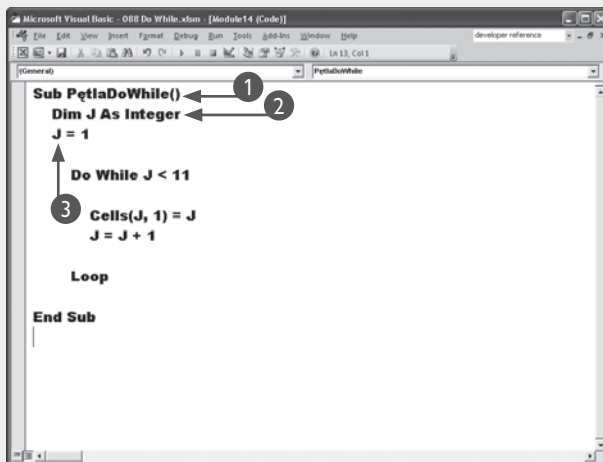 Microsoft Visual Basic - 088 Do While.xlsm - [Module14 (Code)]
File Edit View Insert Format Debug Run Tools Add-Ins Window Help developer reference
Ln 13, Col 1
(General) PętlaDoWhile
Sub PętlaDoWhile() 1
Dim J As Integer 2
J = 1
Do While J < 11
3
Cells(J, 1) = J
J = J + 1
Loop
End Sub